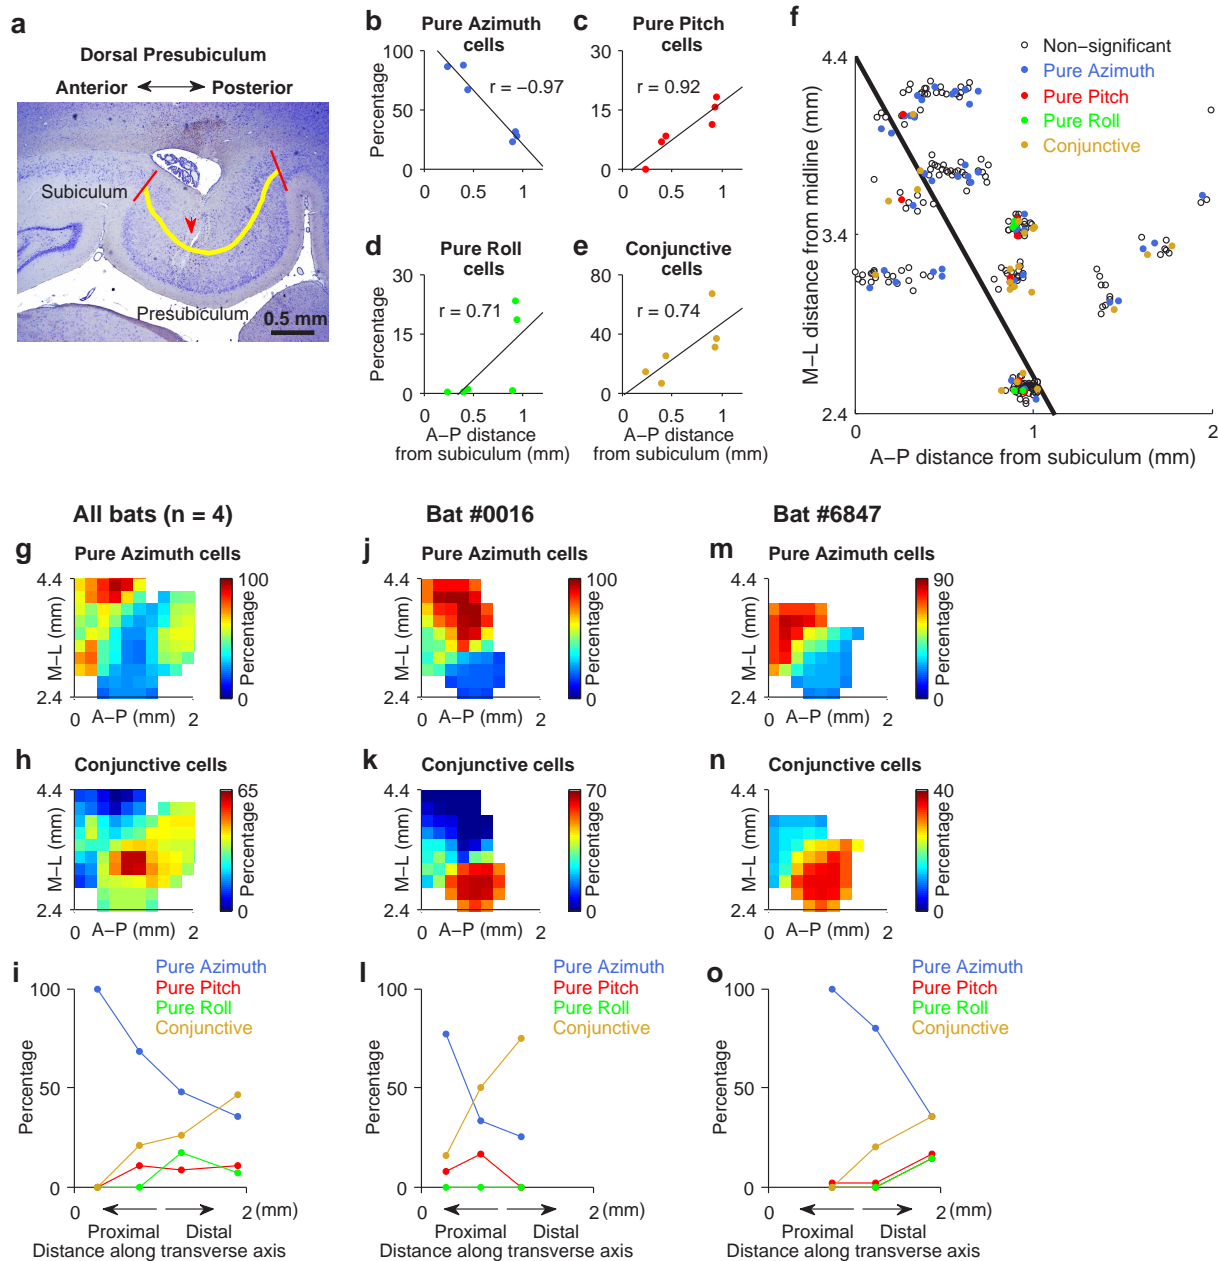 a
Dorsal Presubiculum
Anterior Posterior
Subiculum
Presubiculum
0.5 mm
b
Pure Azimuth
cells
Percentage
100
50
0
r = −0.97
0 0.5 1
c
Pure Pitch
cells
30
15
0
r = 0.92
0 0.5 1
d
Pure Roll
cells
Percentage
30
15
0
r = 0.71
0 0.5 1
A−P distance
from subiculum (mm)
e
Conjunctive
cells
80
40
0
r = 0.74
0 0.5 1
A−P distance
from subiculum (mm)
f
Non−significant
Pure Azimuth
Pure Pitch
Pure Roll
Conjunctive
M−L distance from midline (mm)
4.4
3.4
2.4
0 1 2
A−P distance from subiculum (mm)
All bats (n = 4)
Bat #0016
Bat #6847
g
Pure Azimuth cells
4.4
M−L (mm)
2.4
0 A−P (mm) 2
100
Percentage
0
j
Pure Azimuth cells
4.4
M−L (mm)
2.4
0 A−P (mm) 2
100
Percentage
0
m
Pure Azimuth cells
4.4
M−L (mm)
2.4
0 A−P (mm) 2
90
Percentage
0
h
Conjunctive cells
4.4
M−L (mm)
2.4
0 A−P (mm) 2
65
Percentage
0
k
Conjunctive cells
4.4
M−L (mm)
2.4
0 A−P (mm) 2
70
Percentage
0
n
Conjunctive cells
4.4
M−L (mm)
2.4
0 A−P (mm) 2
40
Percentage
0
i
Pure Azimuth
Pure Pitch
Pure Roll
Conjunctive
Percentage
100
50
0
0 2 (mm)
Proximal Distal
Distance along transverse axis
l
Pure Azimuth
Pure Pitch
Pure Roll
Conjunctive
Percentage
100
50
0
0 2 (mm)
Proximal Distal
Distance along transverse axis
o
Pure Azimuth
Pure Pitch
Pure Roll
Conjunctive
Percentage
100
50
0
0 2 (mm)
Proximal Distal
Distance along transverse axis